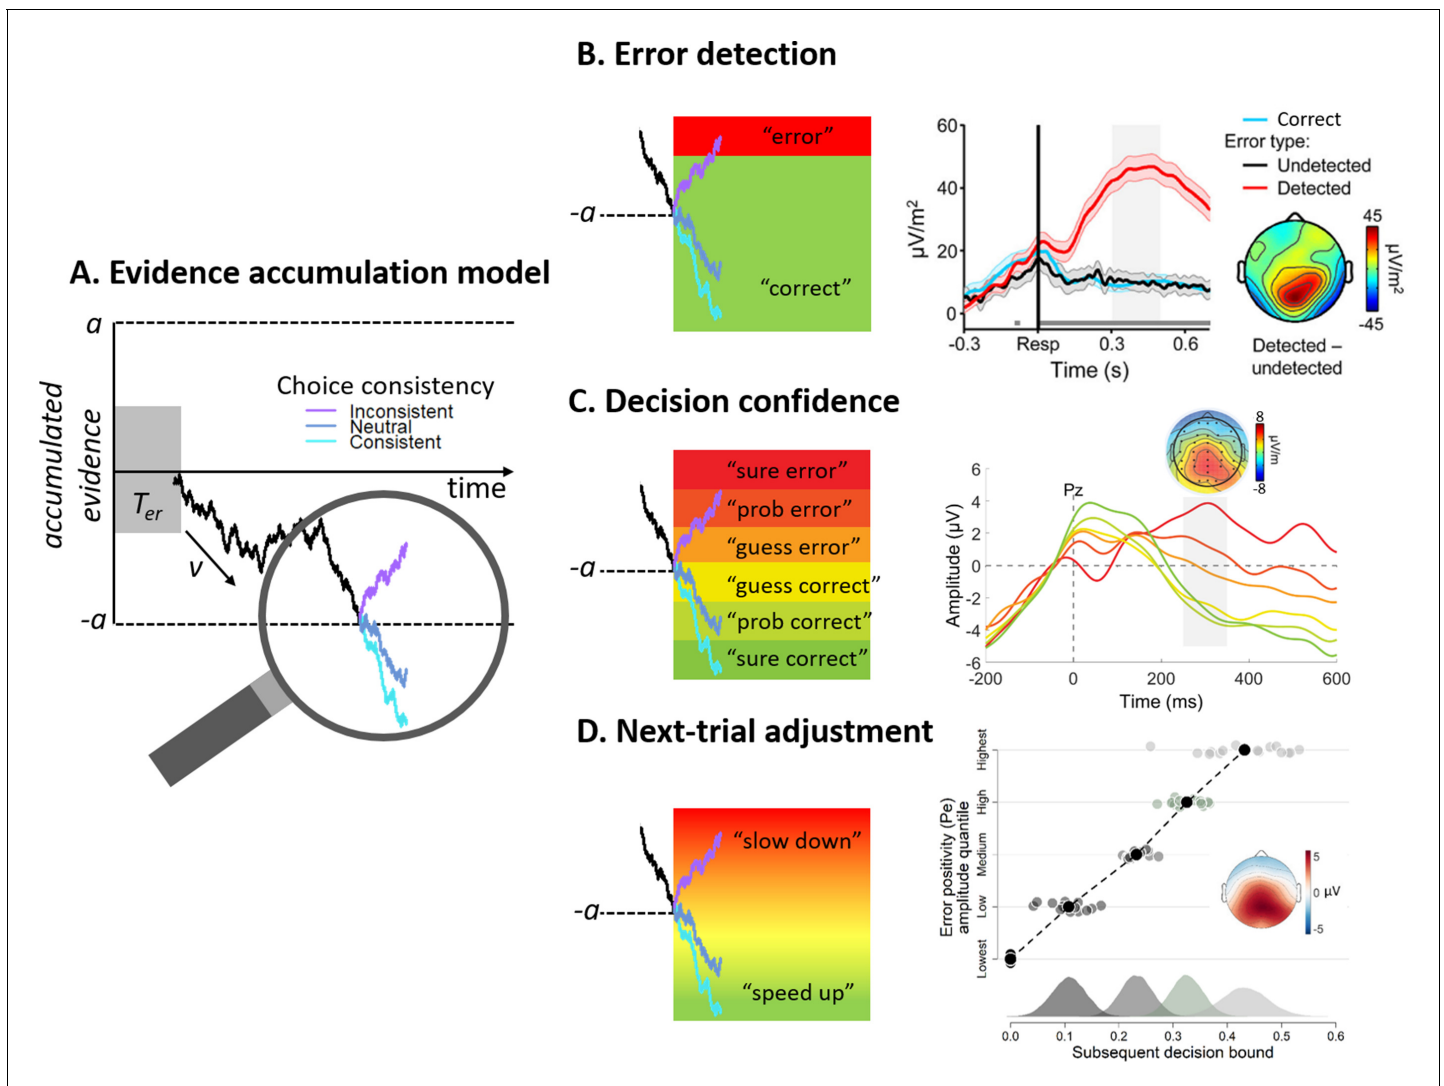 A. Evidence accumulation model
a
accumulated
evidence
Choice consistency
Inconsistent
Neutral
Consistent
time
Ter
v
-a
B. Error detection
"error"
-a
"correct"
60
40
20
0
μV/m²
-0.3
Resp
0.3
0.6
Time (s)
Correct
Error type:
Undetected
Detected
45
μV/m²
-45
Detected –
undetected
C. Decision confidence
"sure error"
"prob error"
"guess error"
-a
"guess correct"
"prob correct"
"sure correct"
8
μV/m
-8
Pz
6
4
2
0
-2
-4
-6
Amplitude (μV)
-200
0
200
400
600
Time (ms)
D. Next-trial adjustment
"slow down"
-a
"speed up"
Error positivity (Pe)
amplitude quantile
Highest
High
Medium
Low
Lowest
5
0
μV
-5
0.0
0.1
0.2
0.3
0.4
0.5
0.6
Subsequent decision bound